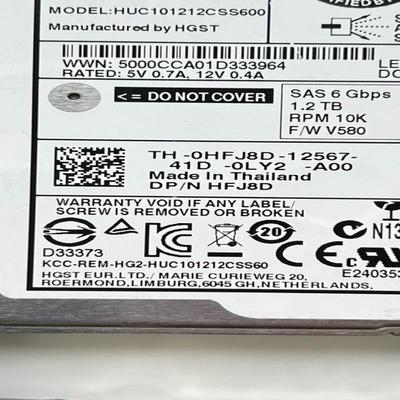 MODEL:HUC101212CSS600
Manufactured by HGST
WWN: 5000CCA01D333964
RATED: 5V 0.7A, 12V 0.4A
<= DO NOT COVER
SAS 6 Gbps
1.2 TB
RPM 10K
F/W V580
TH -0HFJ8D -12567-
41D -0LY2 -A00
Made In Thailand
DP/N HFJ8D
WARRANTY VOID IF ANY LABEL/
SCREW IS REMOVED OR BROKEN
20
N13
D33373
E240353
KCC-REM-HG2-HUC101212CSS60
HGST EUR.LTD./ MARIE CURIEWEG 20,
ROERMOND,LIMBURG,6045 GH,NETHERLANDS.